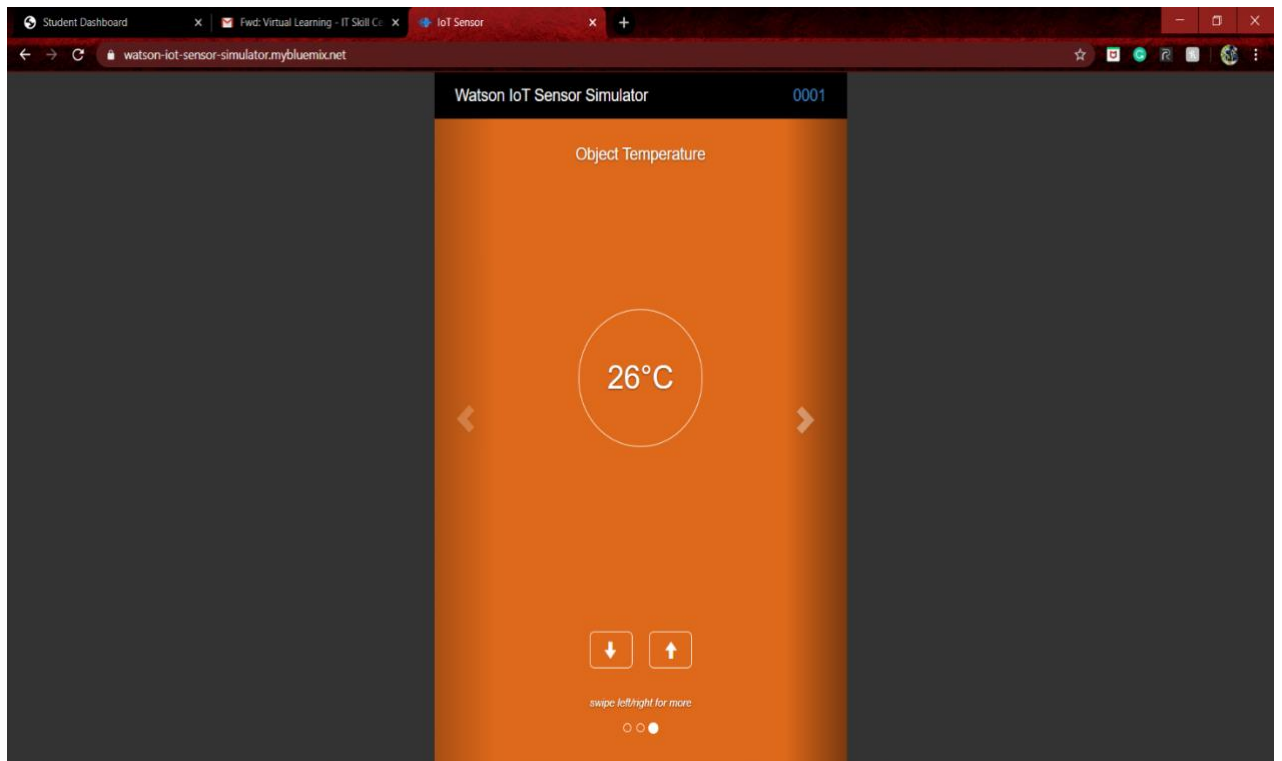 Student Dashboard
Fwd: Virtual Learning - IT Skill Ce
IoT Sensor
watson-iot-sensor-simulator.mybluemix.net
Watson IoT Sensor Simulator
0001
Object Temperature
26°C
swipe left/right for more